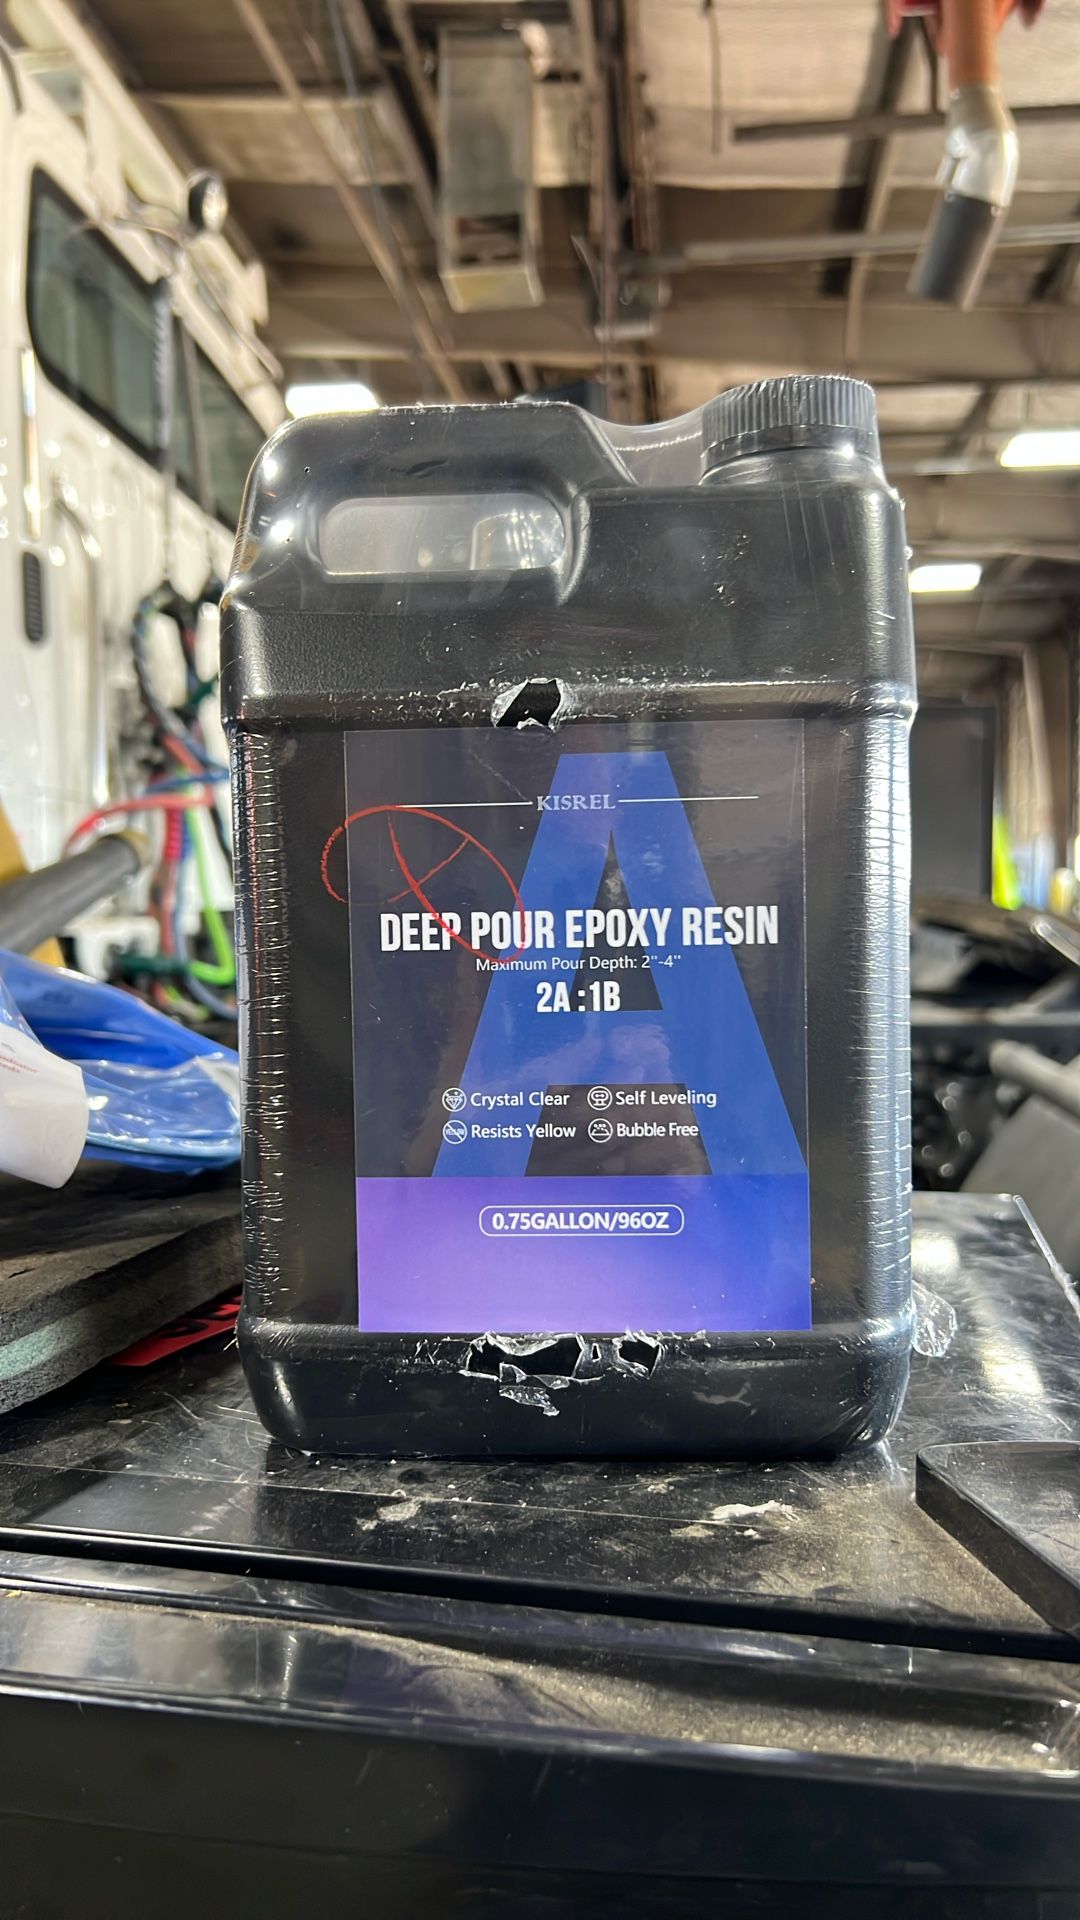 KISREL
A
DEEP POUR EPOXY RESIN
Maximum Pour Depth: 2"-4"
2A :1B
Crystal Clear Self Leveling
Resists Yellow Bubble Free
0.75GALLON/96OZ